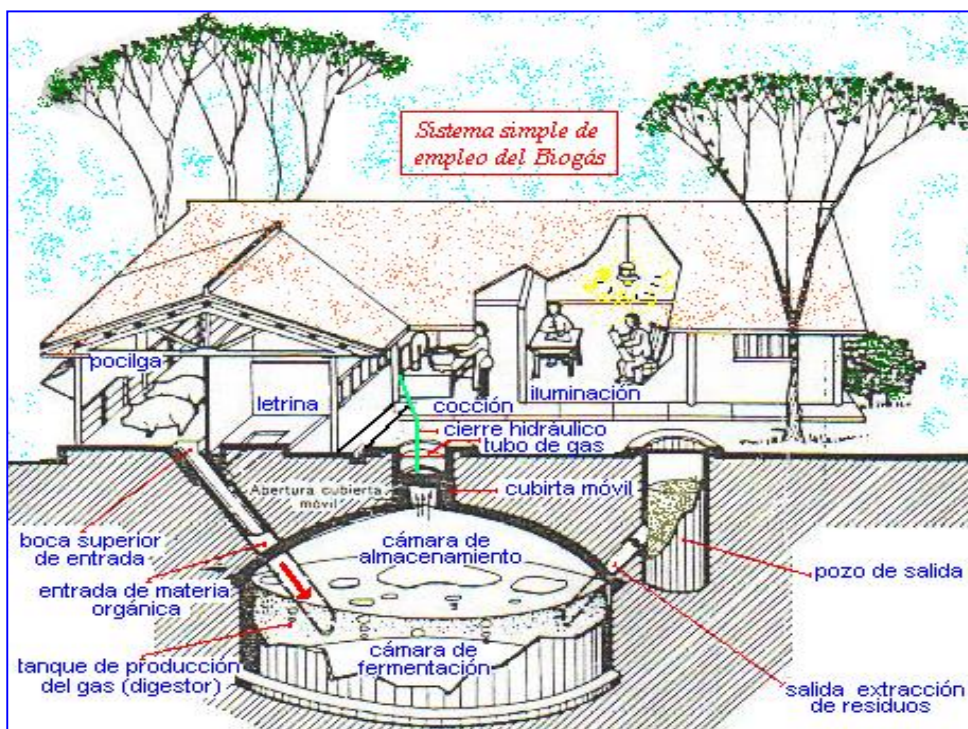 Sistema simple de
empleo del Biogás
pocilga
letrina
cocción
iluminación
cierre hidráulico
tubo de gas
Abertura cubierta
móvil
cubirta móvil
boca superior
de entrada
cámara de
almacenamiento
pozo de salida
entrada de materia
orgánica
tanque de producción
del gas (digestor)
cámara de
fermentación
salida extracción
de residuos